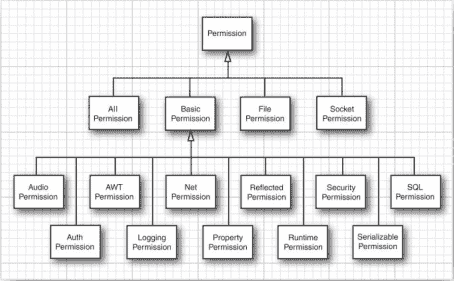 Permission
All
Permission
Basic
Permission
File
Permission
Socket
Permission
Audio
Permission
AWT
Permission
Net
Permission
Reflected
Permission
Security
Permission
SQL
Permission
Auth
Permission
Logging
Permission
Property
Permission
Runtime
Permission
Serializable
Permission